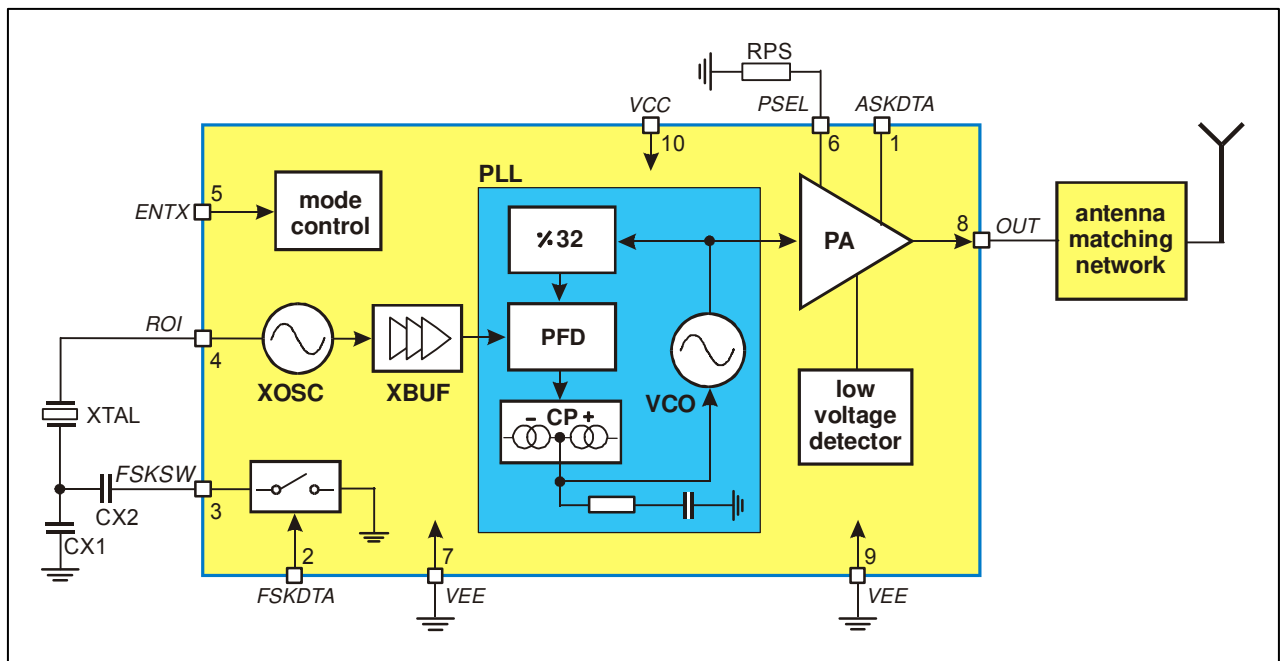 RPS
VCC
PSEL
ASKDTA
10
6
1
PLL
5
ENTX
mode
control
٪32
PA
8
OUT
antenna
matching
network
ROI
4
XOSC
XBUF
PFD
VCO
low
voltage
detector
XTAL
- CP +
FSKSW
3
CX2
CX1
2
7
9
FSKDTA
VEE
VEE